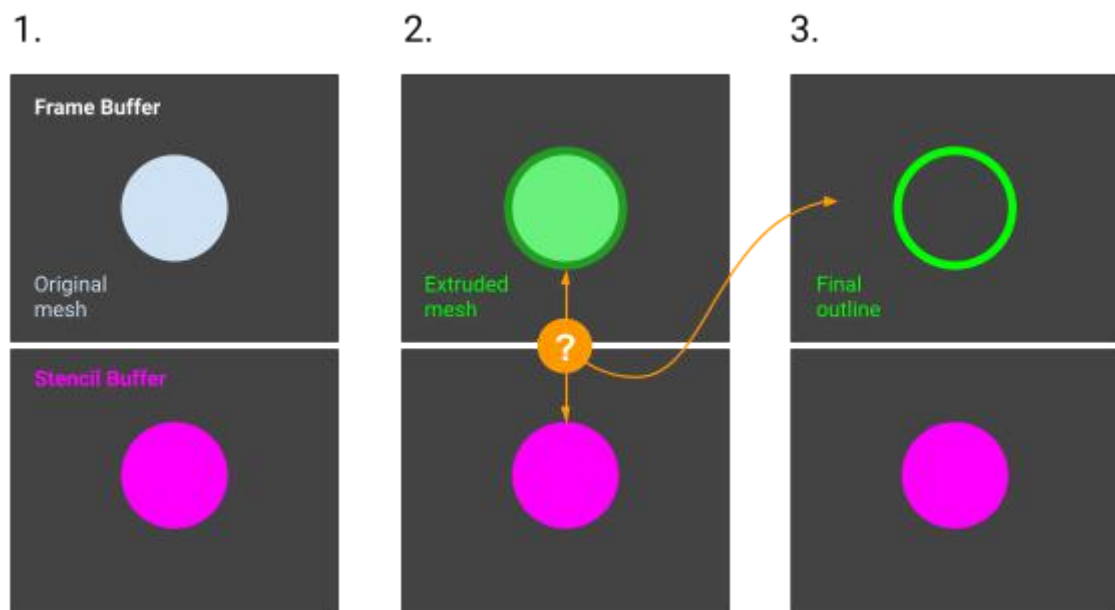 1.
2.
3.
Frame Buffer
Original
mesh
Extruded
mesh
Final
outline
?
Stencil Buffer